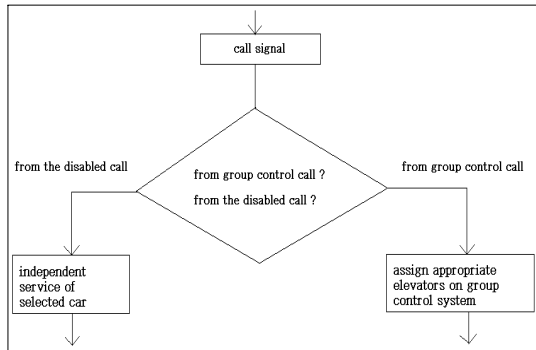 call signal
from the disabled call
from group control call ?
from the disabled call ?
from group control call
independent
service of
selected car
assign appropriate
elevators on group
control system